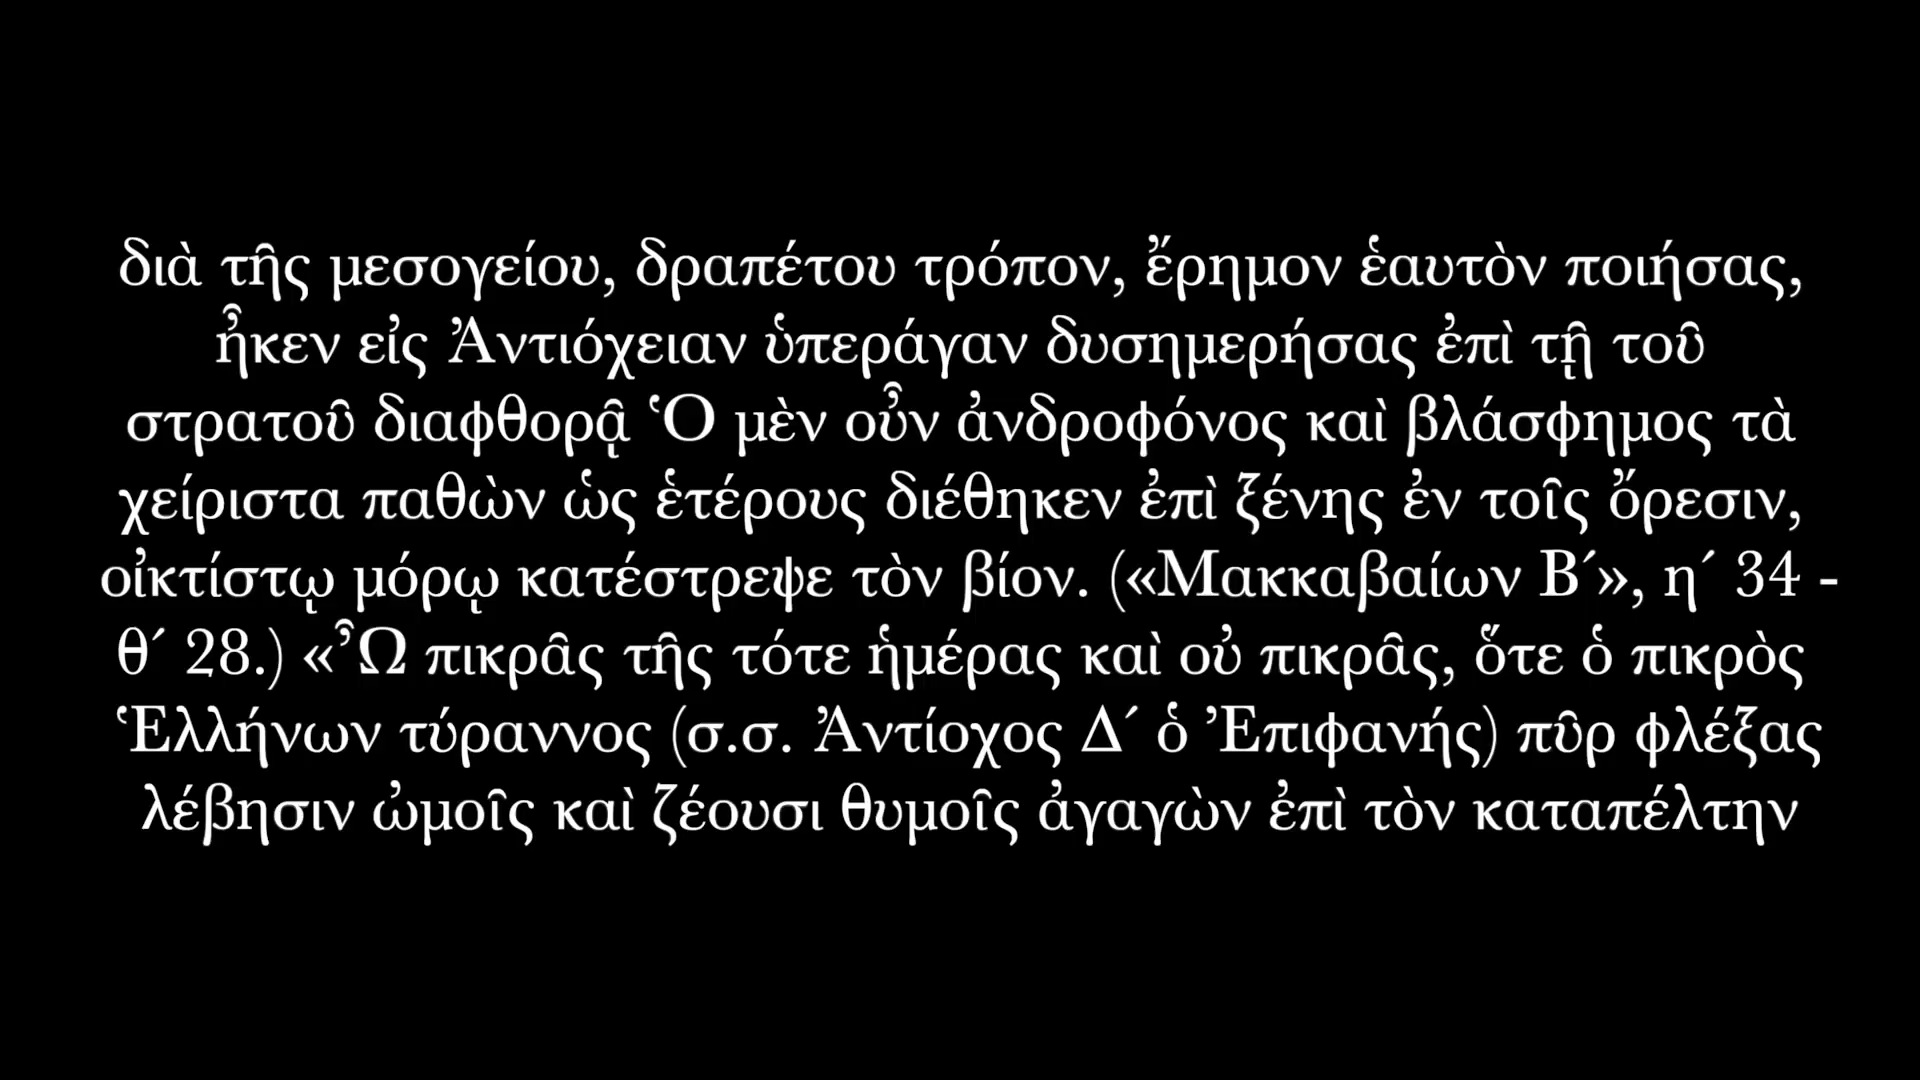 διὰ τῆς μεσογείου, δραπέτου τρόπον, ἔρημον ἑαυτὸν ποιήσας,
ἧκεν εἰς Ἀντιόχειαν ὑπεράγαν δυσημερήσας ἐπὶ τῇ τοῦ
στρατοῦ διαφθορᾷ Ὁ μὲν οὖν ἀνδροφόνος καὶ βλάσφημος τὰ
χείριστα παθὼν ὡς ἑτέρους διέθηκεν ἐπὶ ξένης ἐν τοῖς ὄρεσιν,
οἰκτίστῳ μόρῳ κατέστρεψε τὸν βίον. («Μακκαβαίων Β´», η´ 34 -
θ´ 28.) «Ὦ πικρᾶς τῆς τότε ἡμέρας καὶ οὐ πικρᾶς, ὅτε ὁ πικρὸς
Ἑλλήνων τύραννος (σ.σ. Ἀντίοχος Δ´ ὁ Ἐπιφανής) πῦρ φλέξας
λέβησιν ὠμοῖς καὶ ζέουσι θυμοῖς ἀγαγὼν ἐπὶ τὸν καταπέλτην